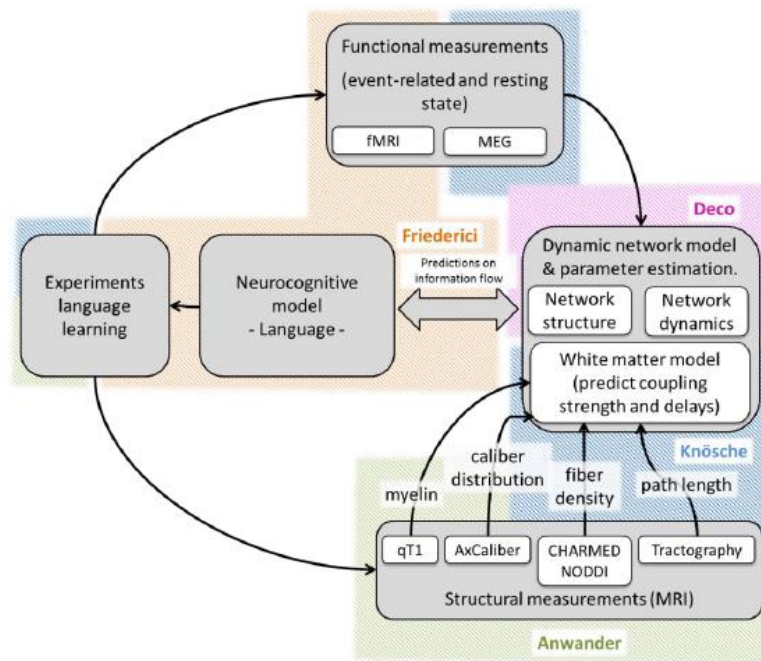 Functional measurements
(event-related and resting
state)
fMRI
MEG
Deco
Friederici
Experiments
language
learning
Neurocognitive
model
- Language -
Predictions on
information flow
Dynamic network model
& parameter estimation.
Network
structure
Network
dynamics
White matter model
(predict coupling
strength and delays)
Knösche
myelin
caliber
distribution
fiber
density
path length
qT1
AxCaliber
CHARMED
NODDI
Tractography
Structural measurements (MRI)
Anwander